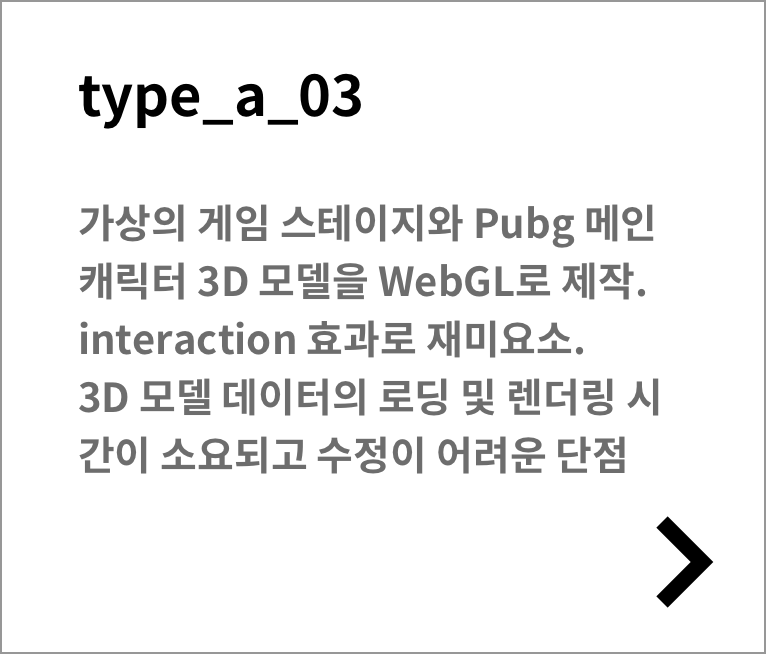 type_a_03
가상의 게임 스테이지와 Pubg 메인
캐릭터 3D 모델을 WebGL로 제작.
interaction 효과로 재미요소.
3D 모델 데이터의 로딩 및 렌더링 시
간이 소요되고 수정이 어려운 단점